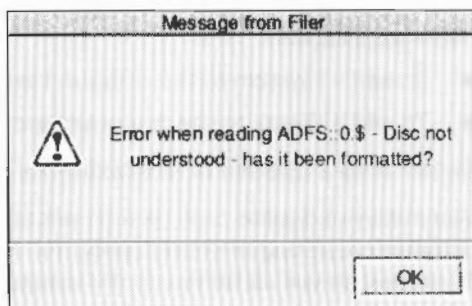 Message from Filer
Error when reading ADFS::0.$ - Disc not
understood - has it been formatted?
OK